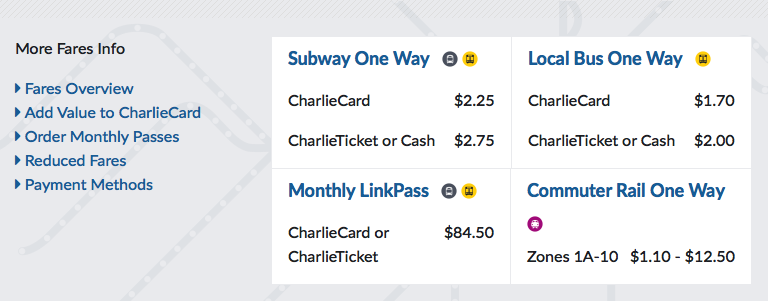 More Fares Info
Fares Overview
Add Value to CharlieCard
Order Monthly Passes
Reduced Fares
Payment Methods
Subway One Way
CharlieCard $2.25
CharlieTicket or Cash $2.75
Local Bus One Way
CharlieCard $1.70
CharlieTicket or Cash $2.00
Monthly LinkPass
CharlieCard or $84.50
CharlieTicket
Commuter Rail One Way
Zones 1A-10 $1.10 - $12.50